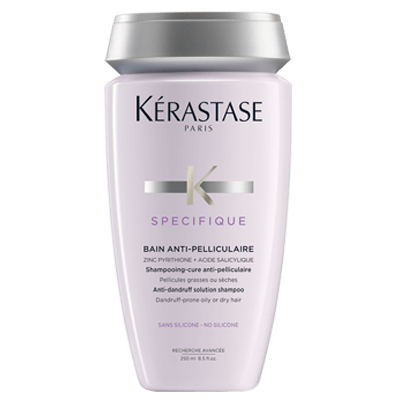 KÉRASTASE
PARIS
K
SPECIFIQUE
BAIN ANTI-PELLICULAIRE
ZINC PYRITHIONE + ACIDE SALICYLIQUE
Shampooing-cure anti-pelliculaire
Pellicules grasses ou sèches
Anti-dandruff solution shampoo
Dandruff-prone oily or dry hair
SANS SILICONE - NO SILICONE
RECHERCHE AVANCÉE
250 ml 8.5 fl.oz